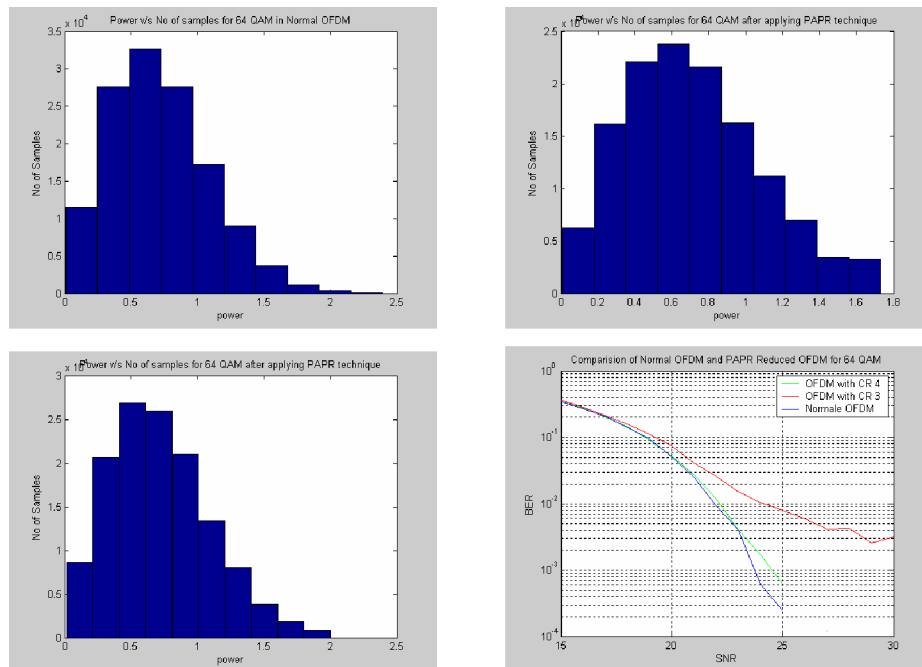 Power v/s No of samples for 64 QAM in Normal OFDM
x 10^4
3.5
3
2.5
2
1.5
1
0.5
0
No of Samples
0 0.5 1 1.5 2 2.5
power
Power v/s No of samples for 64 QAM after applying PAPR technique
2.5
2
1.5
1
0.5
0
No of Samples
0 0.2 0.4 0.6 0.8 1 1.2 1.4 1.6 1.8
power
Power v/s No of samples for 64 QAM after applying PAPR technique
x 10^4
3
2.5
2
1.5
1
0.5
0
No of Samples
0 0.5 1 1.5 2 2.5
power
Comparision of Normal OFDM and PAPR Reduced OFDM for 64 QAM
10^0
10^-1
10^-2
10^-3
10^-4
BER
OFDM with CR 4
OFDM with CR 3
Normale OFDM
15 20 25 30
SNR